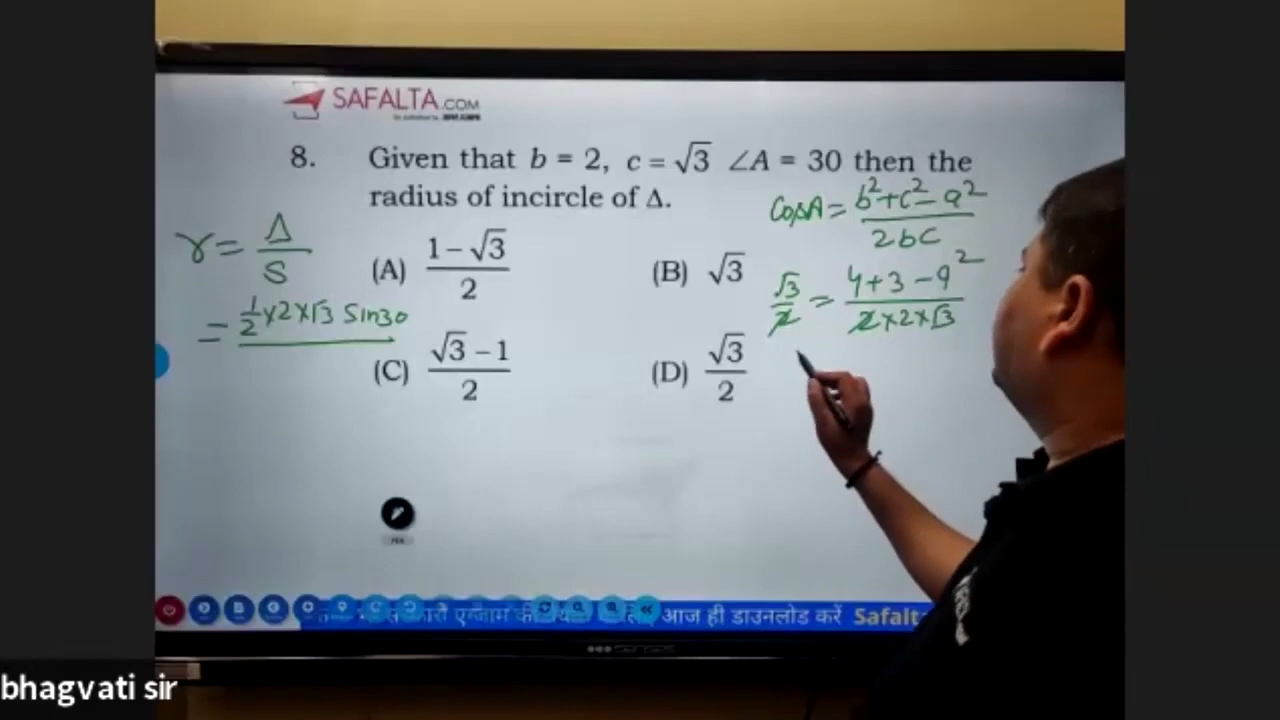 SAFALTA.COM
8. Given that b = 2, c = √3 ∠A = 30 then the
radius of incircle of Δ.
(A) (1 − √3)/2 (B) √3
(C) (√3 − 1)/2 (D) √3/2
r = Δ/S
= ½×2×√3 Sin30
CosA = (b²+c²−a²)/2bc
√3/2 = (4+3−a²)/(2×2×√3)
आज ही डाउनलोड करें Safalt
bhagvati sir